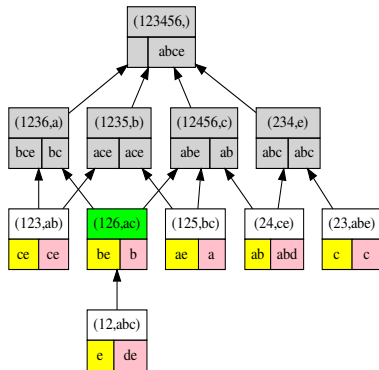 (123456,)
abce
(1236,a) (1235,b) (12456,c) (234,e)
bce bc ace ace abe ab abc abc
(123,ab) (126,ac) (125,bc) (24,ce) (23,abe)
ce ce be b ae a ab abd c c
(12,abc)
e de